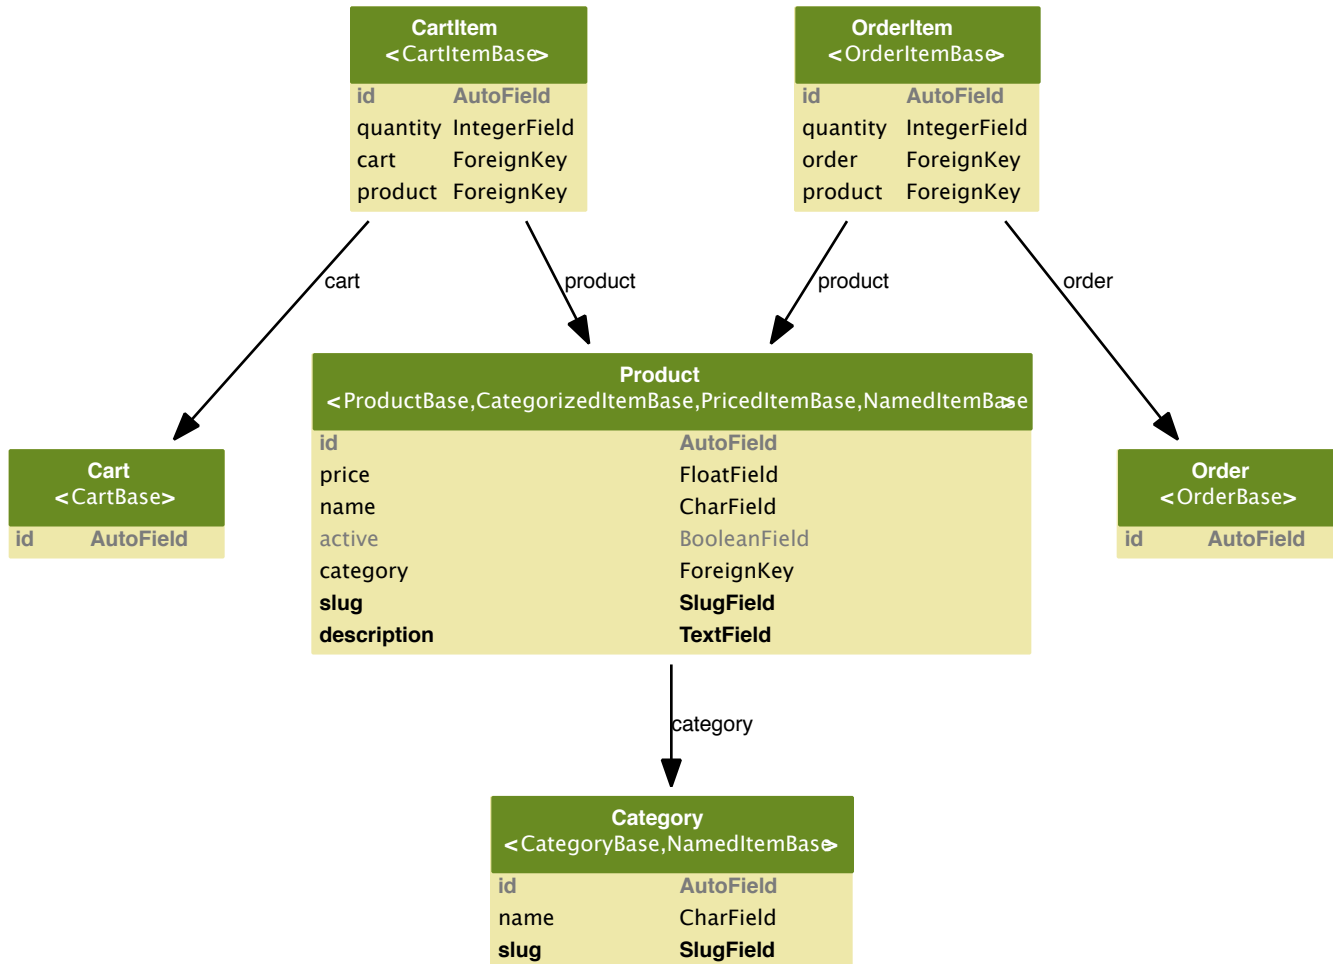 CartItem
<CartItemBase>
id AutoField
quantity IntegerField
cart ForeignKey
product ForeignKey
OrderItem
<OrderItemBase>
id AutoField
quantity IntegerField
order ForeignKey
product ForeignKey
cart
product
product
order
Product
<ProductBase,CategorizedItemBase,PricedItemBase,NamedItemBase>
id AutoField
price FloatField
name CharField
active BooleanField
category ForeignKey
slug SlugField
description TextField
Cart
<CartBase>
id AutoField
Order
<OrderBase>
id AutoField
category
Category
<CategoryBase,NamedItemBase>
id AutoField
name CharField
slug SlugField